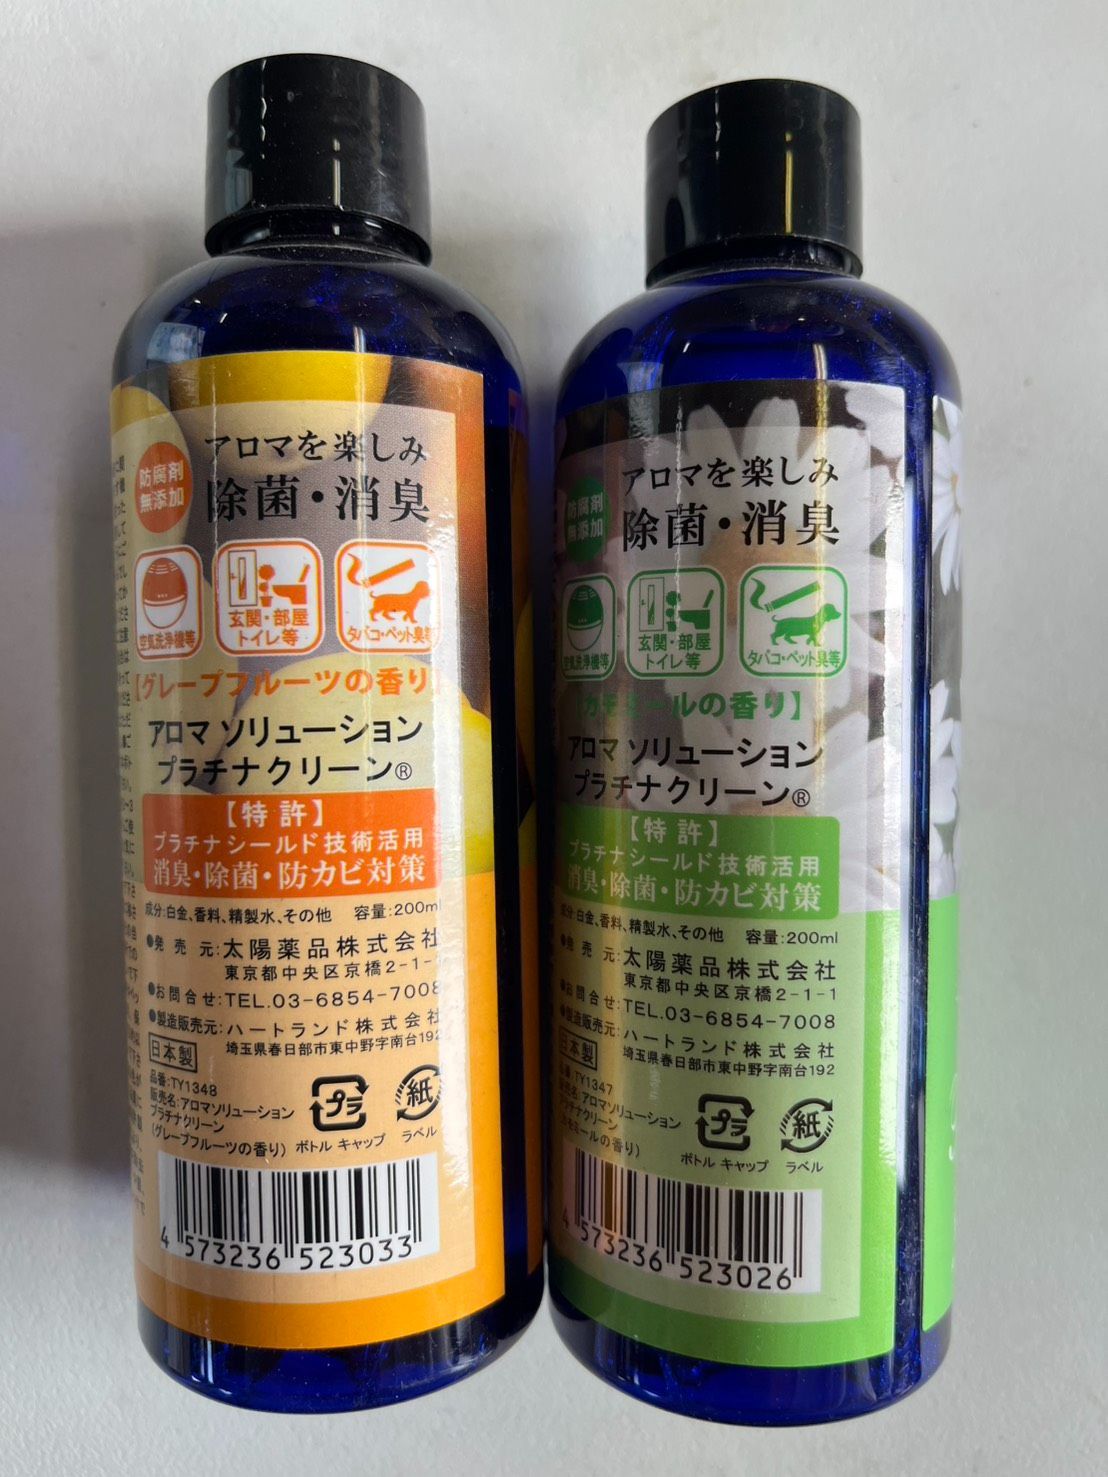 防腐剤
無添加
アロマを楽しみ
除菌・消臭
空気洗浄機等
玄関・部屋
トイレ等
タバコ・ペット臭等
【グレープフルーツの香り】
アロマ ソリューション
プラチナクリーン®
【特許】
プラチナシールド技術活用
消臭・除菌・防カビ対策
成分:白金、香料、精製水、その他 容量:200ml
●発売元:太陽薬品株式会社
東京都中央区京橋2-1-
●お問合せ:TEL.03-6854-7008
●製造販売元:ハートランド株式会社
埼玉県春日部市東中野字南台192
日本製
品番:TY1348
販売名:アロマソリューション
プラチナクリーン
(グレープフルーツの香り)
プラ
ボトル キャップ
紙
ラベル
4 573236 523033
防腐剤
無添加
アロマを楽しみ
除菌・消臭
空気洗浄機等
玄関・部屋
トイレ等
タバコ・ペット臭等
【カモミールの香り】
アロマ ソリューション
プラチナクリーン®
【特許】
プラチナシールド技術活用
消臭・除菌・防カビ対策
成分:白金、香料、精製水、その他 容量:200ml
●発売元:太陽薬品株式会社
東京都中央区京橋2-1-1
●お問合せ:TEL.03-6854-7008
●製造販売元:ハートランド株式会社
埼玉県春日部市東中野字南台192
日本製
品番 TY1347
販売名:アロマソリューション
プラチナクリーン
(カモミールの香り)
プラ
ボトル キャップ
紙
ラベル
4 573236 523026